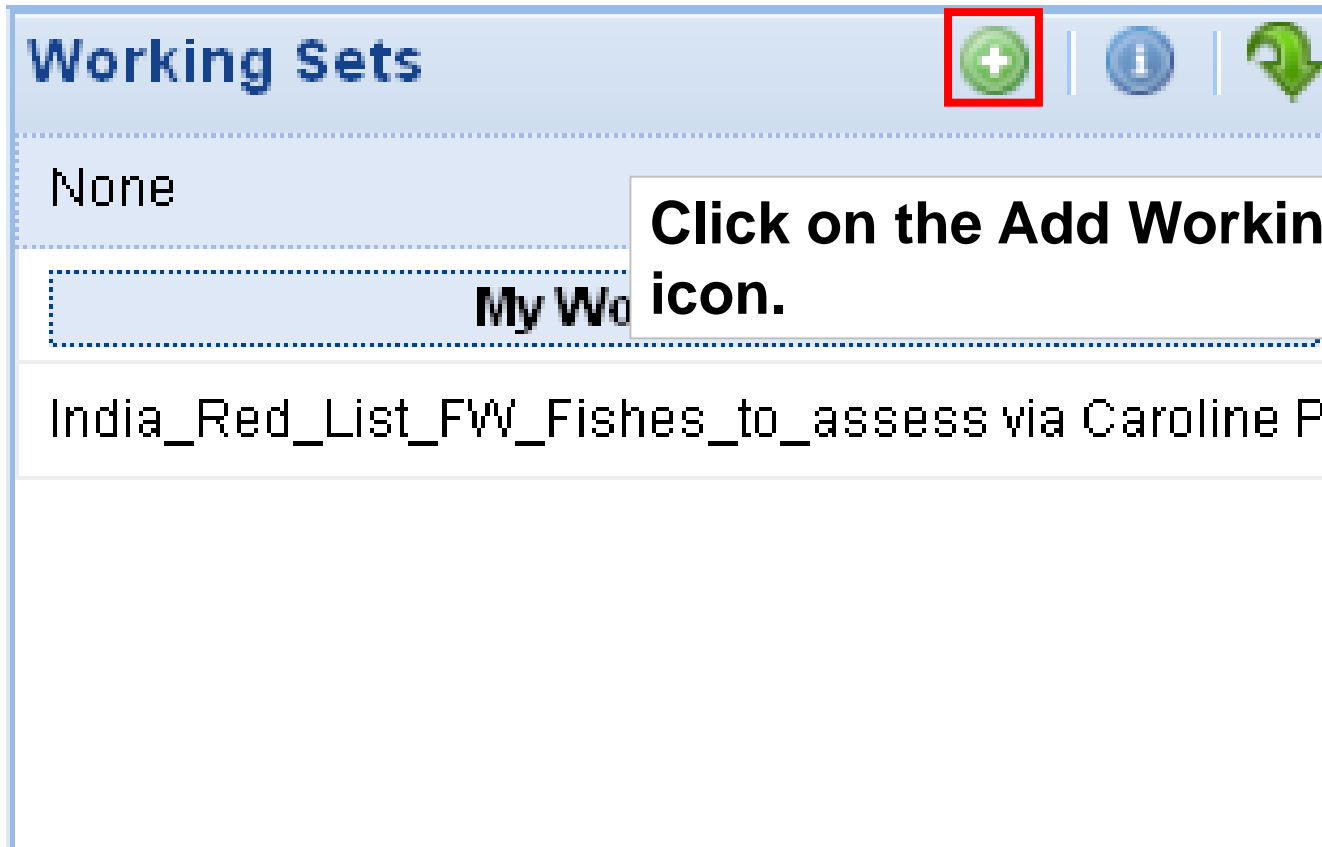 Working Sets
None
Click on the Add Workin
icon.
My Wo
India_Red_List_FW_Fishes_to_assess via Caroline P